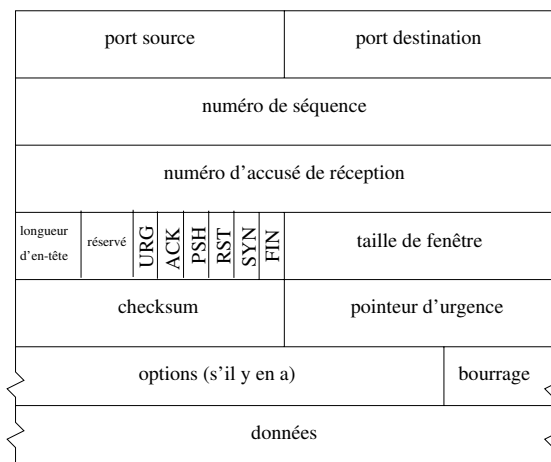 port source
port destination
numéro de séquence
numéro d'accusé de réception
longueur
d'en-tête
réservé
URG
ACK
PSH
RST
SYN
FIN
taille de fenêtre
checksum
pointeur d'urgence
options (s'il y en a)
bourrage
données